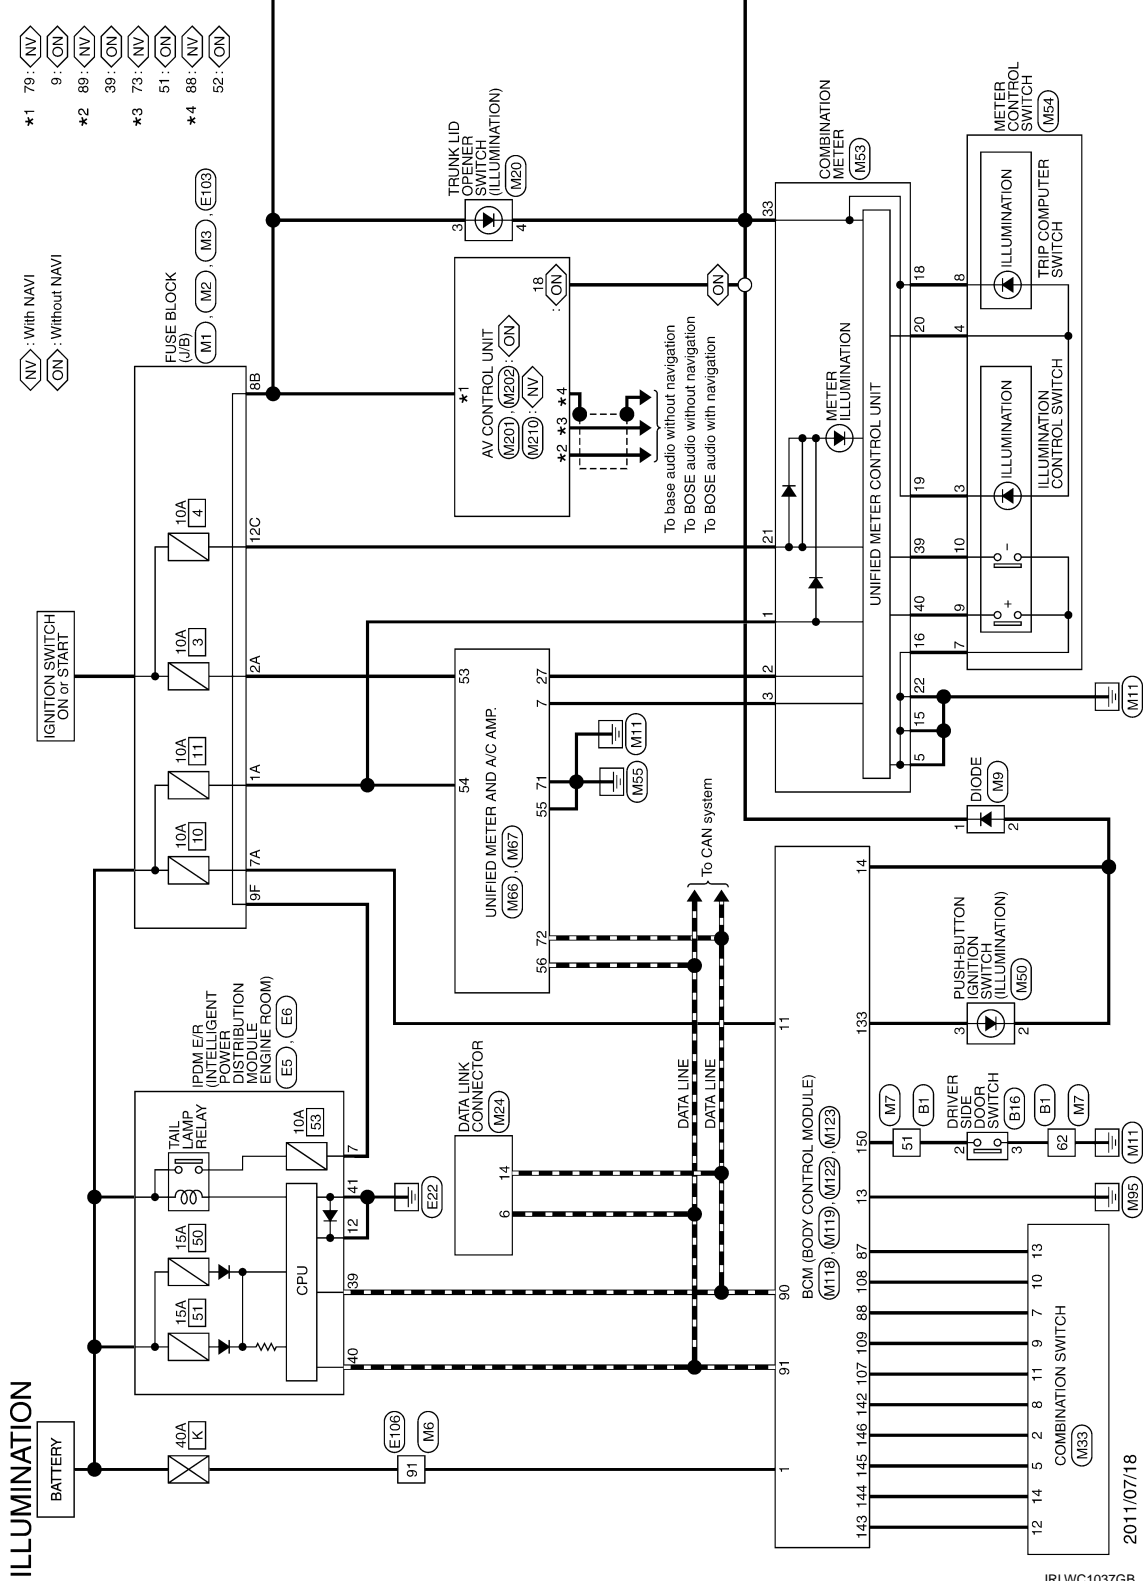 ILLUMINATION
BATTERY
IGNITION SWITCH
ON or START
NV : With NAVI
ON : Without NAVI
*1 79 : NV
9 : ON
*2 89 : NV
39 : ON
*3 73 : NV
51 : ON
*4 88 : NV
52 : ON
40A
K
15A
51
15A
50
TAIL
LAMP
RELAY
10A
53
CPU
IPDM E/R
(INTELLIGENT
POWER
DISTRIBUTION
MODULE
ENGINE ROOM)
E5 , E6
40
39
12
41
7
E22
10A
10
10A
11
10A
3
10A
4
FUSE BLOCK
(J/B)
M1 , M2 , M3 , E103
9F
7A
1A
2A
12C
8B
E106
91
M6
DATA LINK
CONNECTOR
M24
6
14
UNIFIED METER AND A/C AMP.
M66 , M67
54
53
56
72
55
71
7
27
M55
M11
AV CONTROL UNIT
M201 , M202 : ON
M210 : NV
*1
*2
*3
*4
18
: ON
ON
To base audio without navigation
To BOSE audio without navigation
To BOSE audio with navigation
TRUNK LID
OPENER
SWITCH
(ILLUMINATION)
M20
3
4
DATA LINE
DATA LINE
To CAN system
1
91
90
11
BCM (BODY CONTROL MODULE)
M118 , M119 , M122 , M123
143
144
145
146
142
107
109
88
108
87
13
150
133
14
12
14
5
2
8
11
9
7
10
13
COMBINATION SWITCH
M33
M95
M7
51
B1
DRIVER
SIDE
DOOR
SWITCH
B16
2
3
B1
62
M7
M11
PUSH-BUTTON
IGNITION
SWITCH
(ILLUMINATION)
M50
3
2
DIODE
M9
1
2
COMBINATION
METER
M53
3
2
1
21
33
METER
ILLUMINATION
UNIFIED METER CONTROL UNIT
5
15
22
16
40
39
19
20
18
M11
7
9
10
3
4
8
+
-
ILLUMINATION
ILLUMINATION
CONTROL SWITCH
ILLUMINATION
TRIP COMPUTER
SWITCH
METER
CONTROL
SWITCH
M54
2011/07/18
JRLWC1037GB